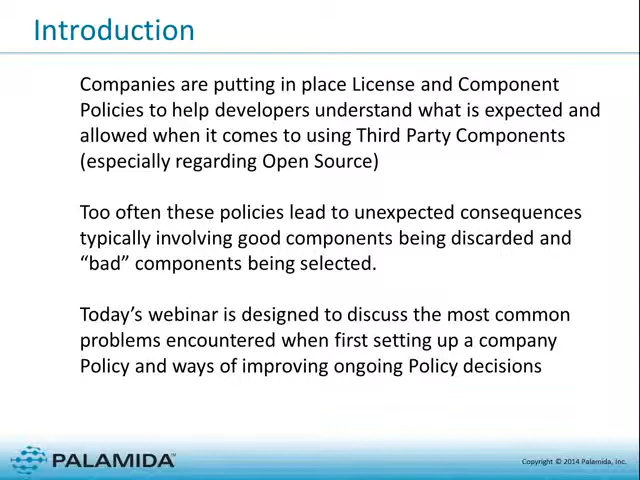 Introduction
Companies are putting in place License and Component
Policies to help developers understand what is expected and
allowed when it comes to using Third Party Components
(especially regarding Open Source)
Too often these policies lead to unexpected consequences
typically involving good components being discarded and
“bad” components being selected.
Today’s webinar is designed to discuss the most common
problems encountered when first setting up a company
Policy and ways of improving ongoing Policy decisions
PALAMIDA™
Copyright © 2014 Palamida, Inc.